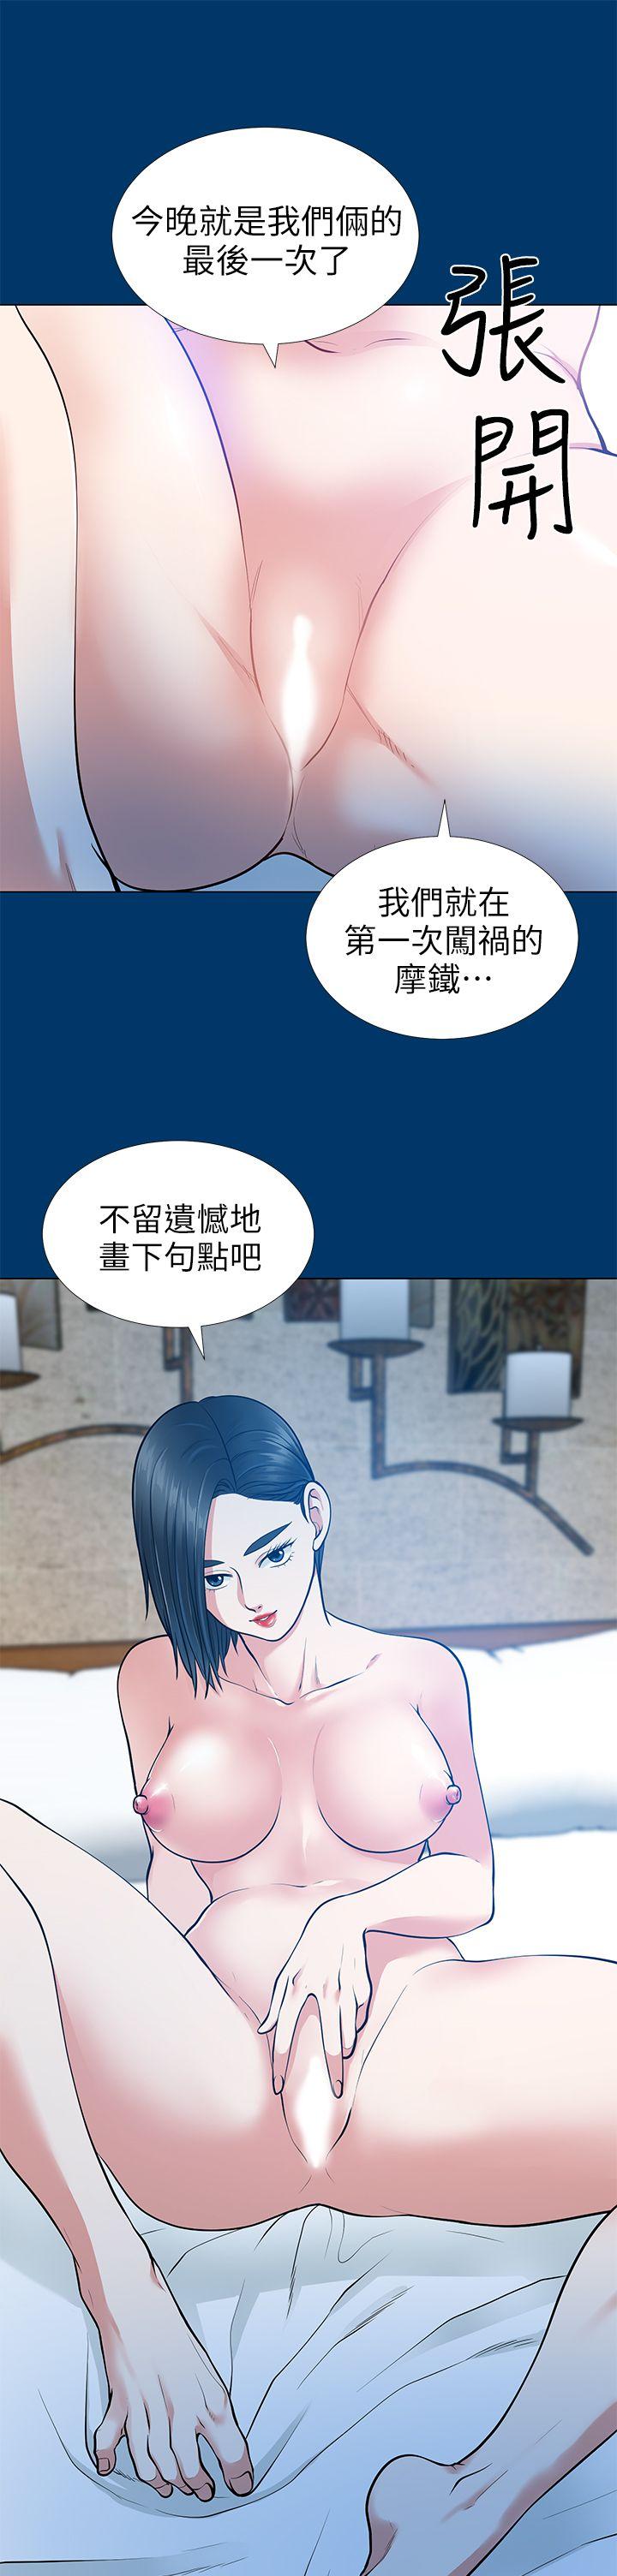 今晚就是我們倆的
最後一次了
張開
我們就在
第一次闖禍的
摩鐵…
不留遺憾地
畫下句點吧